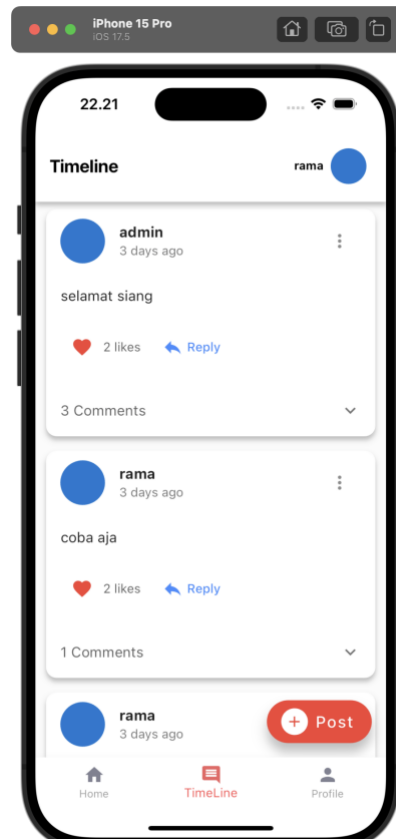 iPhone 15 Pro
iOS 17.5
22.21
Timeline
rama
admin
3 days ago
selamat siang
2 likes
Reply
3 Comments
rama
3 days ago
coba aja
2 likes
Reply
1 Comments
rama
3 days ago
+ Post
Home
TimeLine
Profile